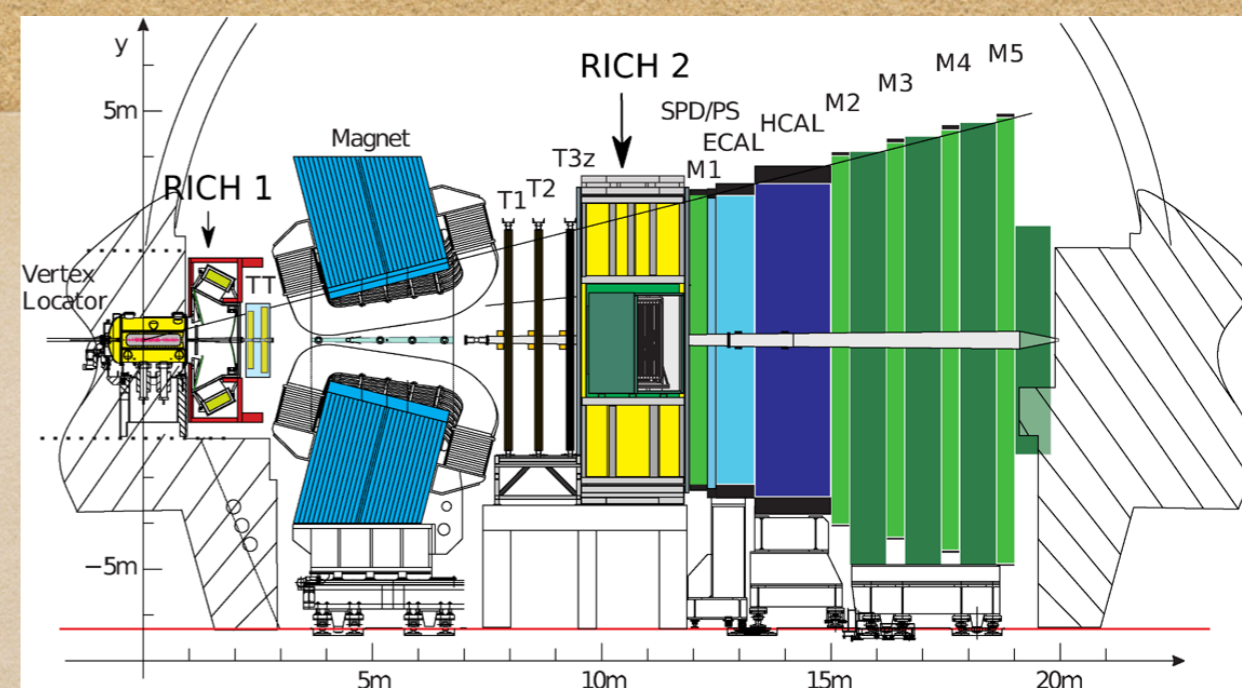 y
5m
Magnet
RICH 1
Vertex
Locator
TT
T1
T2
T3z
RICH 2
SPD/PS
ECAL
HCAL
M1
M2
M3
M4
M5
−5m
5m
10m
15m
20m